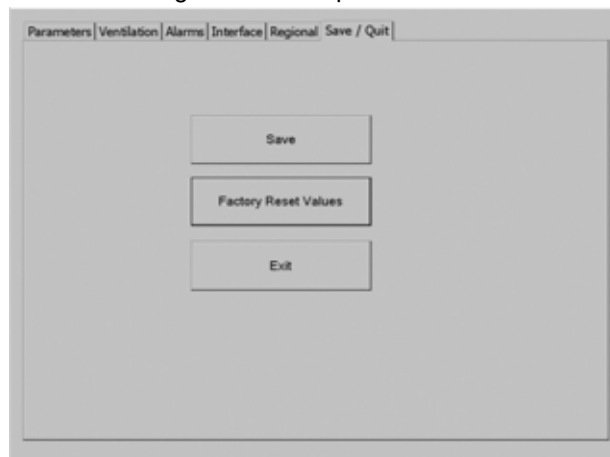 Parameters Ventilation Alarms Interface Regional Save / Quit
Save
Factory Reset Values
Exit